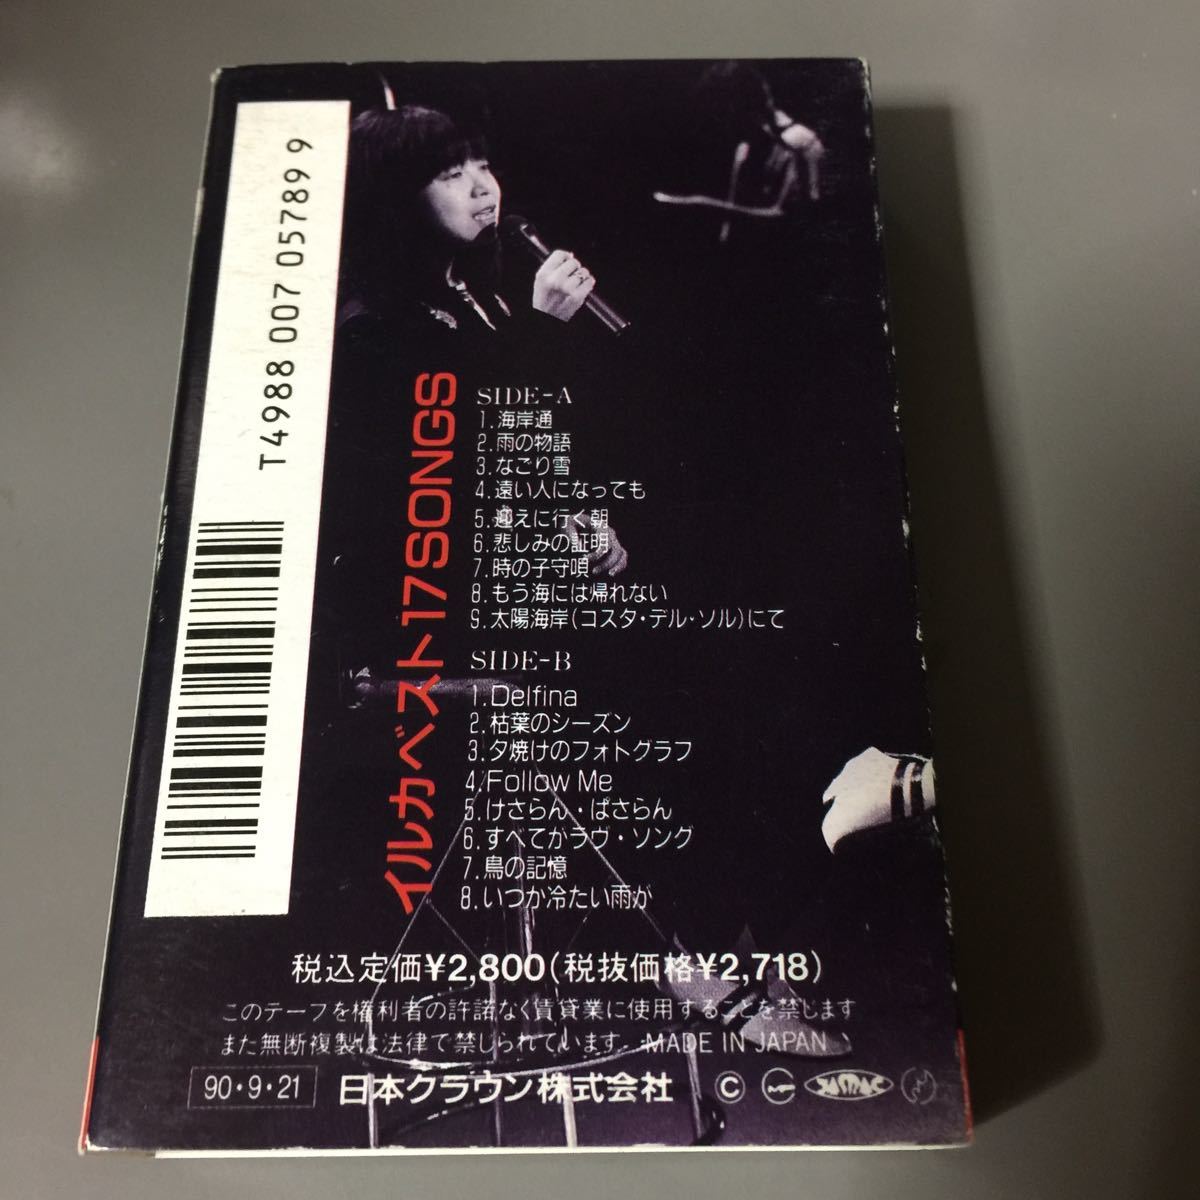 T4988 007 05789 9
イルカベスト17SONGS
SIDE-A
1.海岸通
2.雨の物語
3.なごり雪
4.遠い人になっても
5.迎えに行く朝
6.悲しみの証明
7.時の子守唄
8.もう海には帰れない
9.太陽海岸(コスタ・デル・ソル)にて
SIDE-B
1.Delfina
2.枯葉のシーズン
3.夕焼けのフォトグラフ
4.Follow Me
5.けさらん・ぱさらん
6.すべてがラヴ・ソング
7.鳥の記憶
8.いつか冷たい雨が
税込定価¥2,800(税抜価格¥2,718)
このテープを権利者の許諾なく賃貸業に使用することを禁じます
また無断複製は法律で禁じられています。MADE IN JAPAN
90・9・21 日本クラウン株式会社 Ⓒ